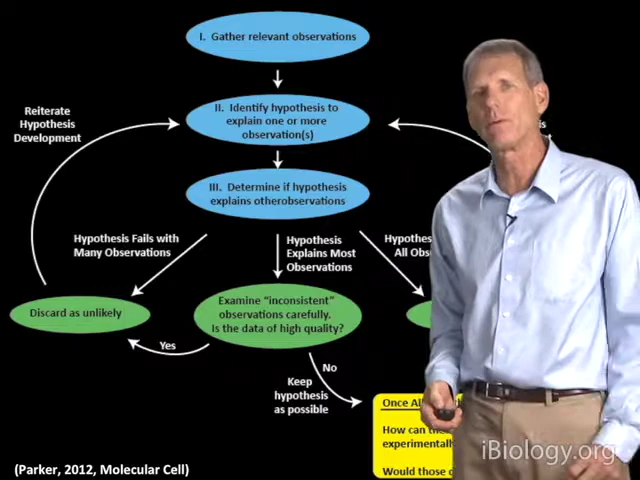 I. Gather relevant observations
Reiterate
Hypothesis
Development
II. Identify hypothesis to
explain one or more
observation(s)
III. Determine if hypothesis
explains otherobservations
Hypothesis Fails with
Many Observations
Hypothesis
Explains Most
Observations
All
Discard as unlikely
Examine “inconsistent”
observations carefully.
Is the data of high quality?
Yes
No
Keep
hypothesis
as possible
Once
How can
experimentally
Would those
iBiology.org
(Parker, 2012, Molecular Cell)